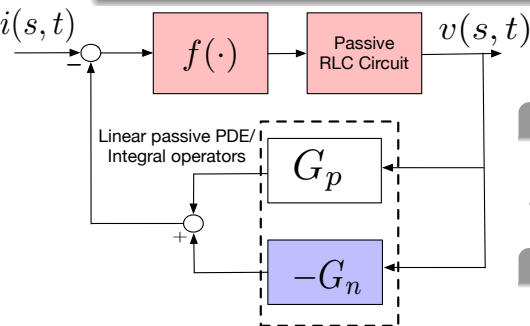 i(s, t)
−
f(·)
Passive
RLC Circuit
v(s, t)
Linear passive PDE/
Integral operators
G_p
+
−G_n